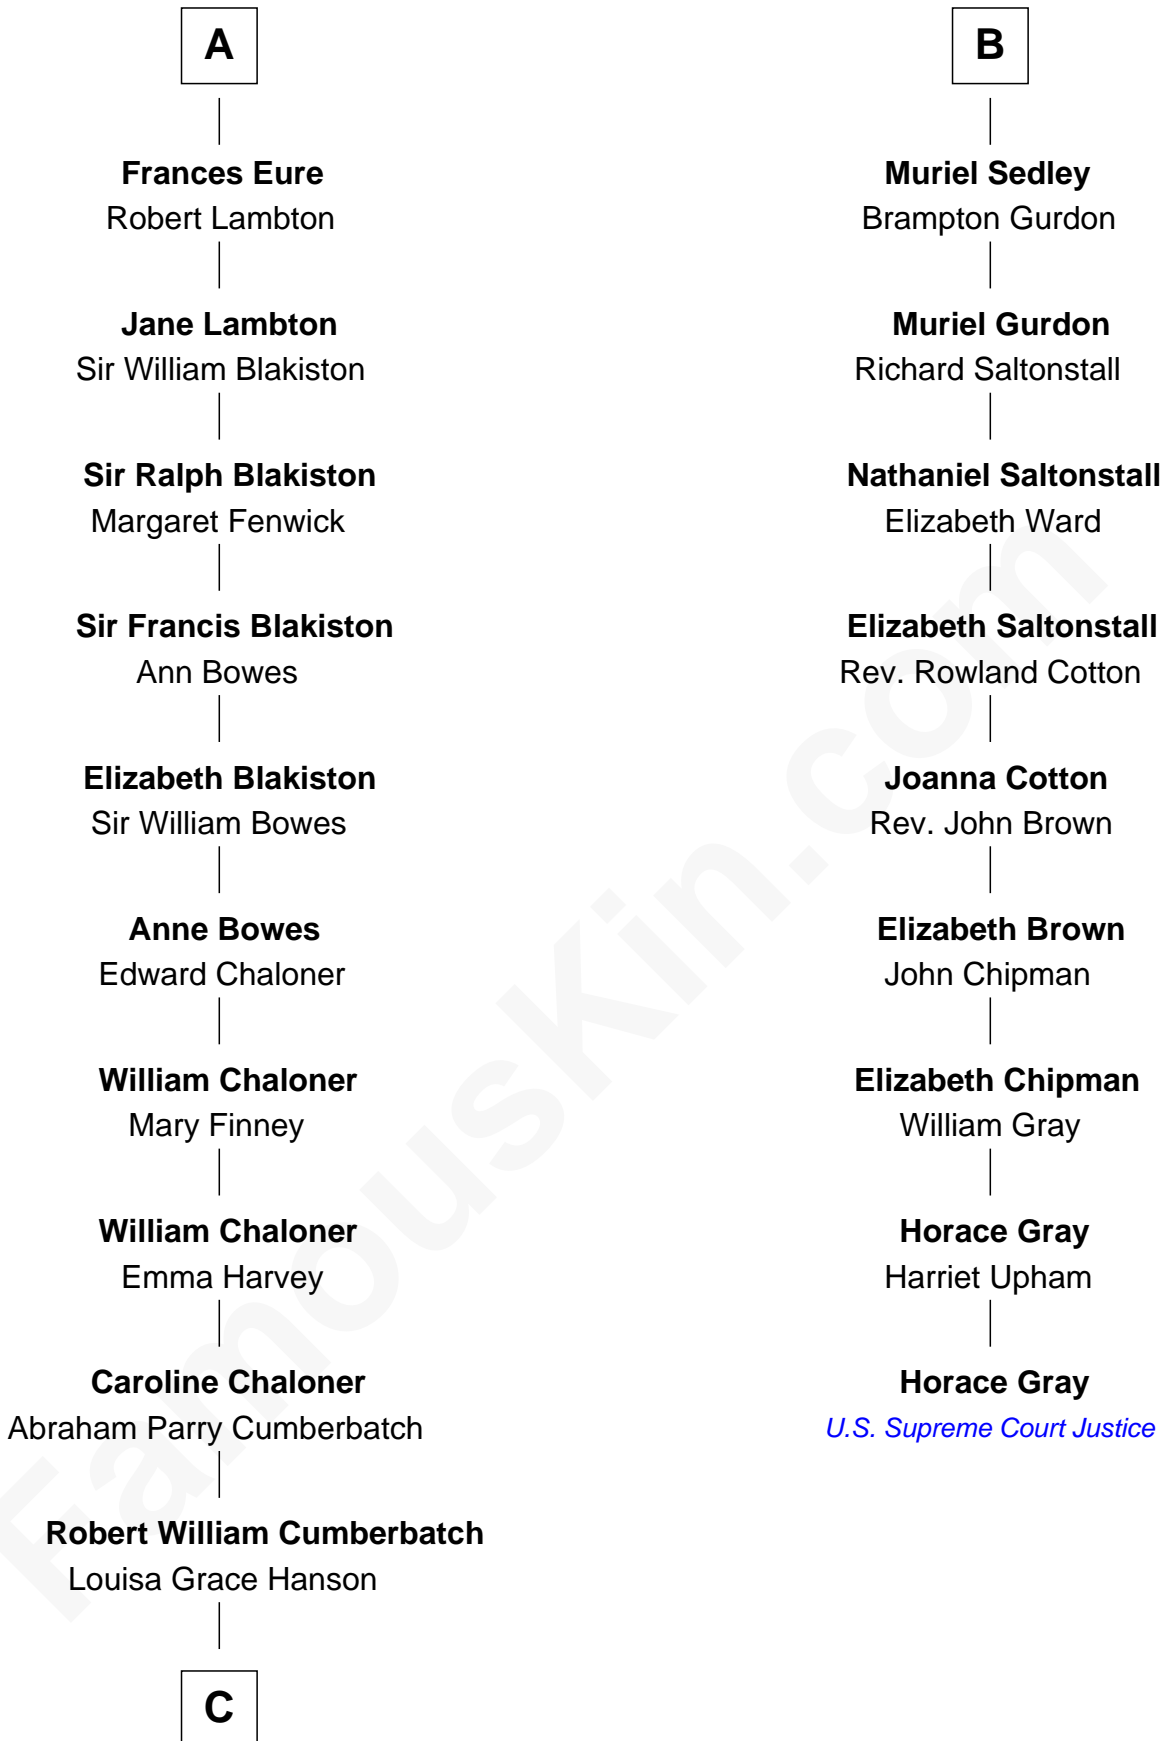 A
Frances Eure
Robert Lambton
Jane Lambton
Sir William Blakiston
Sir Ralph Blakiston
Margaret Fenwick
Sir Francis Blakiston
Ann Bowes
Elizabeth Blakiston
Sir William Bowes
Anne Bowes
Edward Chaloner
William Chaloner
Mary Finney
William Chaloner
Emma Harvey
Caroline Chaloner
Abraham Parry Cumberbatch
Robert William Cumberbatch
Louisa Grace Hanson
C
B
Muriel Sedley
Brampton Gurdon
Muriel Gurdon
Richard Saltonstall
Nathaniel Saltonstall
Elizabeth Ward
Elizabeth Saltonstall
Rev. Rowland Cotton
Joanna Cotton
Rev. John Brown
Elizabeth Brown
John Chipman
Elizabeth Chipman
William Gray
Horace Gray
Harriet Upham
Horace Gray
U.S. Supreme Court Justice
FamousKin.com